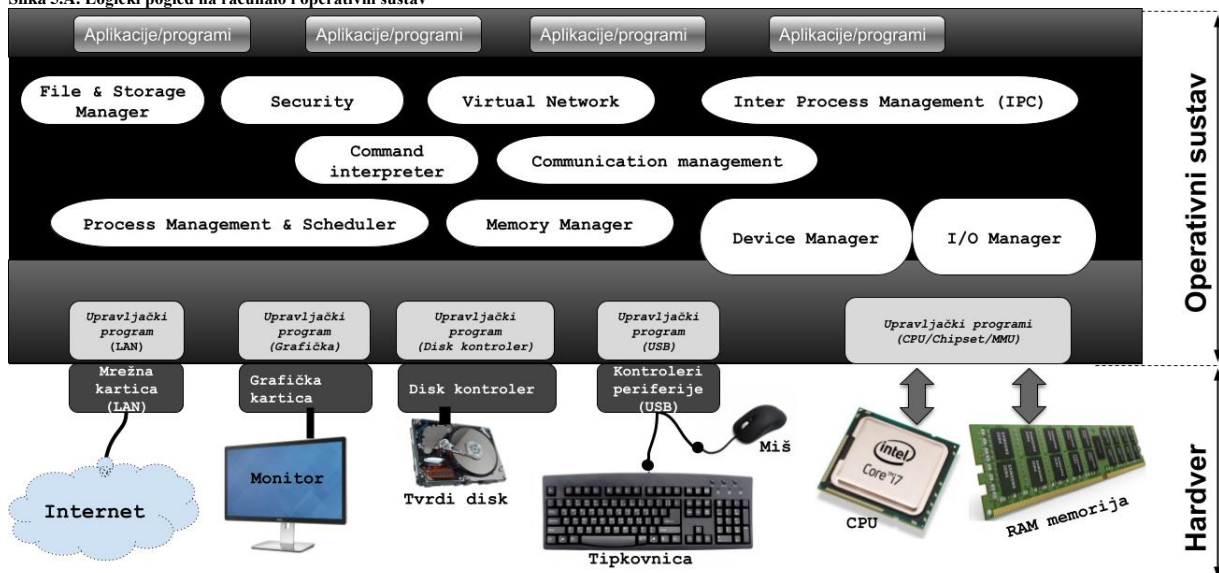 Slika 3.A. Logički pogled na računalo i operativni sustav
Aplikacije/programi
Aplikacije/programi
Aplikacije/programi
Aplikacije/programi
File & Storage
Manager
Security
Virtual Network
Inter Process Management (IPC)
Command
interpreter
Communication management
Process Management & Scheduler
Memory Manager
Device Manager
I/O Manager
Operativni sustav
Upravljački
program
(LAN)
Upravljački
program
(Grafička)
Upravljački
program
(Disk kontroler)
Upravljački
program
(USB)
Upravljački programi
(CPU/Chipset/MMU)
Mrežna
kartica
(LAN)
Grafička
kartica
Disk kontroler
Kontroleri
periferije
(USB)
Internet
Monitor
Tvrdi disk
Tipkovnica
Miš
intel
Core i7
CPU
RAM memorija
Hardver